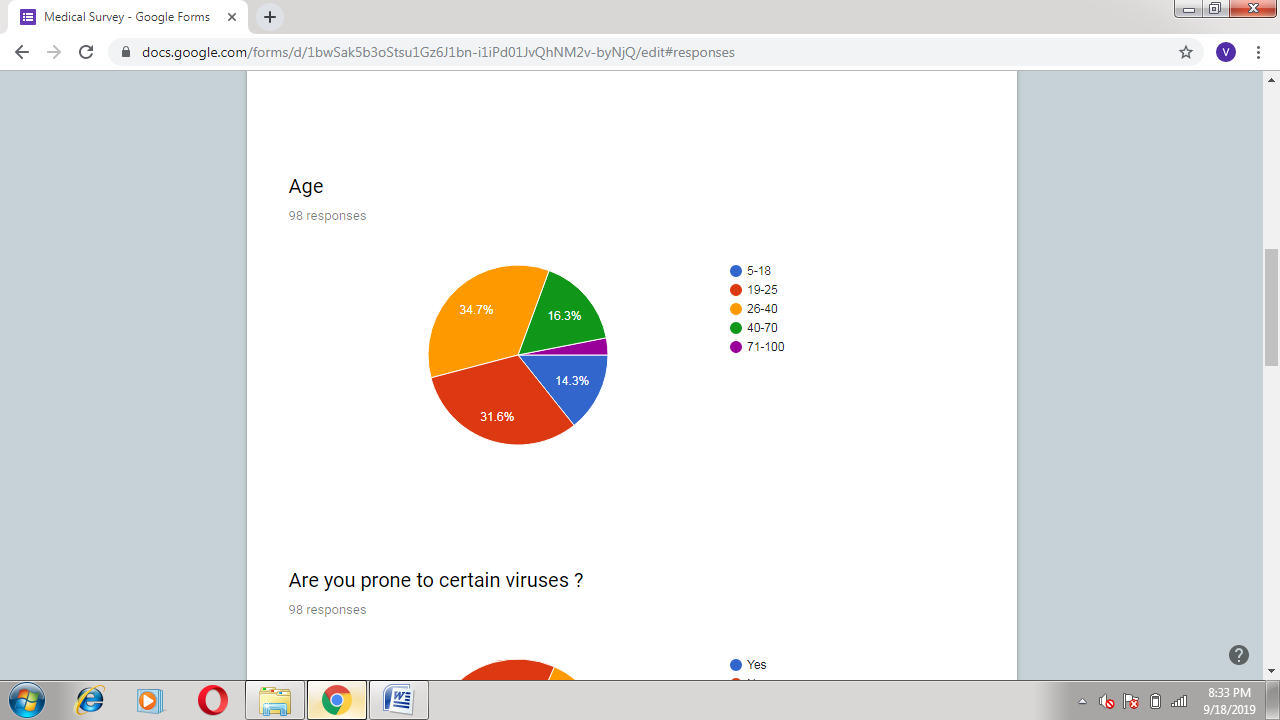 Medical Survey - Google Forms
docs.google.com/forms/d/1bwSak5b3oStsu1Gz6J1bn-i1iPd01JvQhNM2v-byNjQ/edit#responses
V
Age
98 responses
34.7%
16.3%
14.3%
31.6%
5-18
19-25
26-40
40-70
71-100
Are you prone to certain viruses ?
98 responses
Yes
8:33 PM
9/18/2019